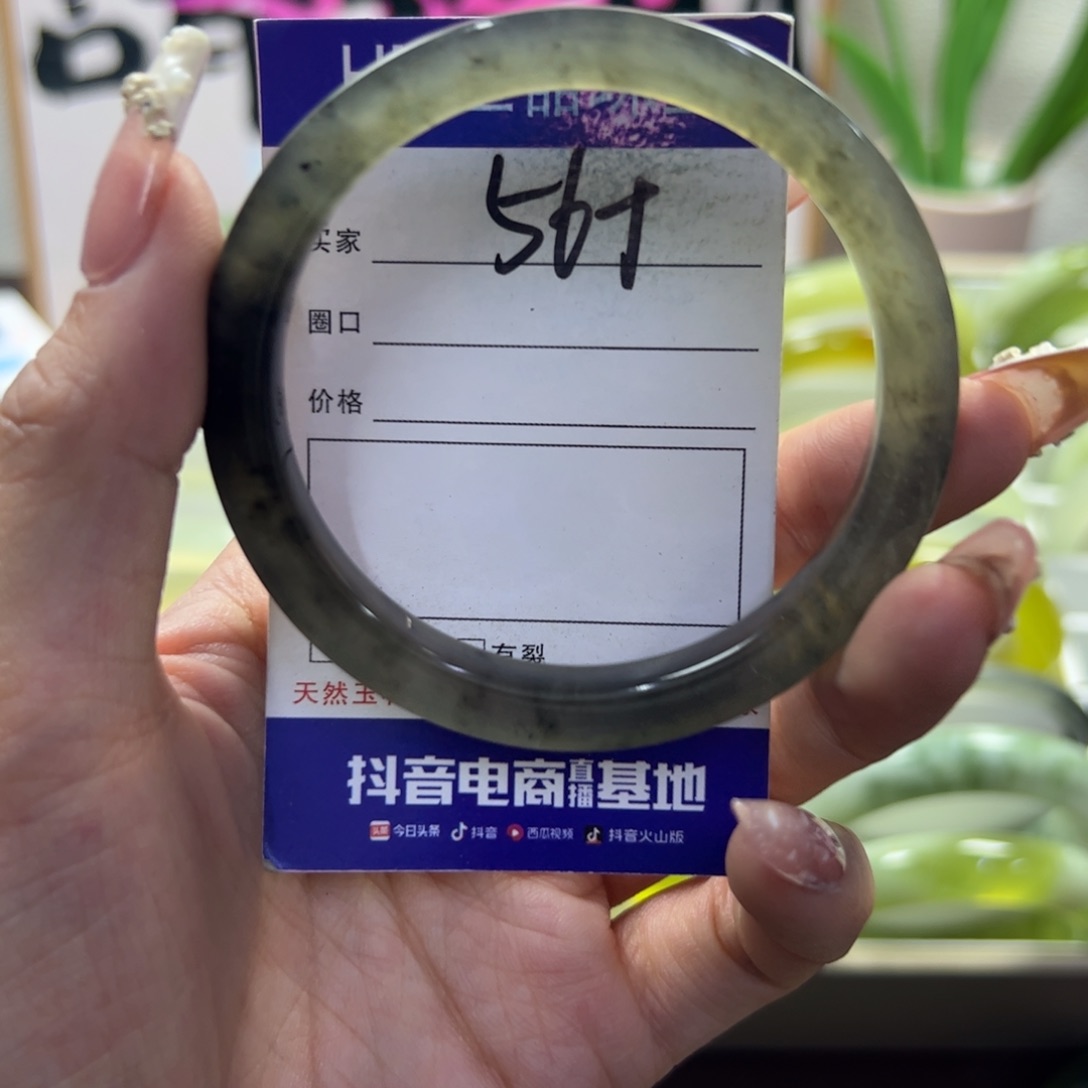 56+
买家
圈口
价格
有裂
天然玉
抖音电商直播基地
今日头条 抖音 西瓜视频 抖音火山版